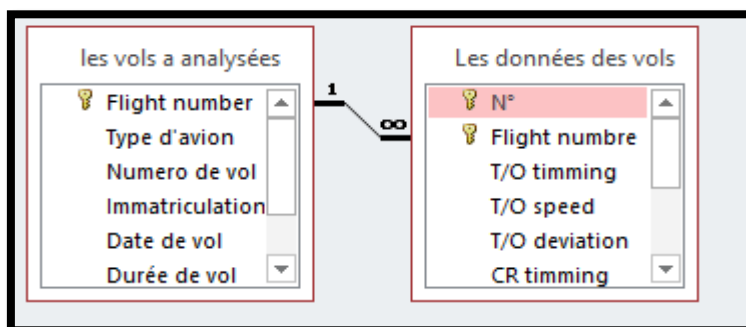 les vols a analysées
Flight number
Type d'avion
Numero de vol
Immatriculation
Date de vol
Durée de vol
1
∞
Les données des vols
N°
Flight numbre
T/O timming
T/O speed
T/O deviation
CR timming